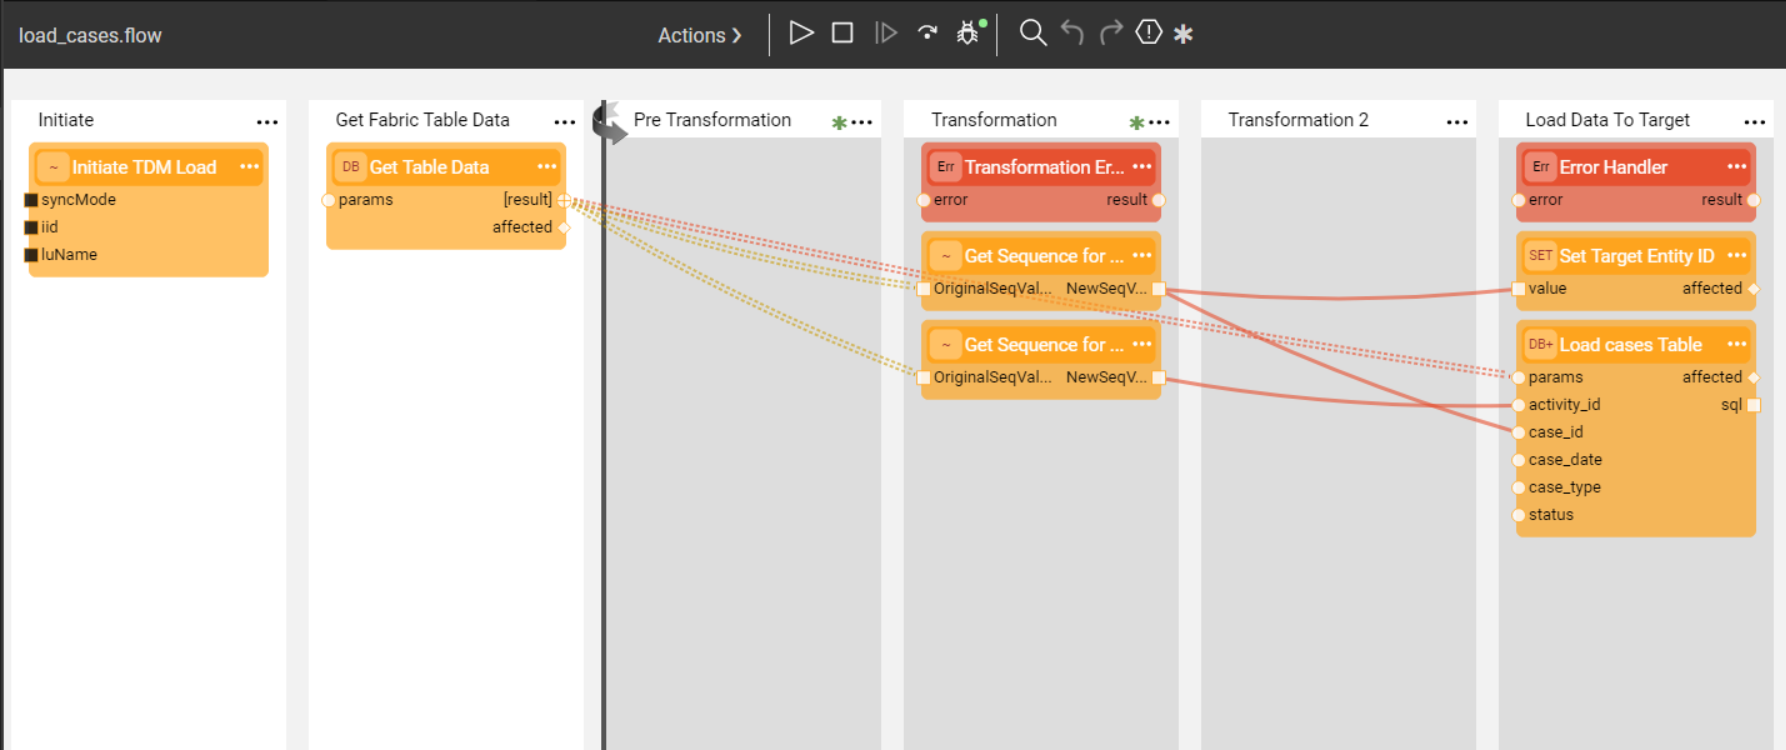 load_cases.flow
Actions
Initiate
~ Initiate TDM Load
syncMode
iid
luName
Get Fabric Table Data
DB Get Table Data
params [result]
affected
Pre Transformation
Transformation
Err Transformation Er...
error result
~ Get Sequence for ...
OriginalSeqVal... NewSeqV...
~ Get Sequence for ...
OriginalSeqVal... NewSeqV...
Transformation 2
Load Data To Target
Err Error Handler
error result
SET Set Target Entity ID
value affected
DB+ Load cases Table
params affected
activity_id sql
case_id
case_date
case_type
status